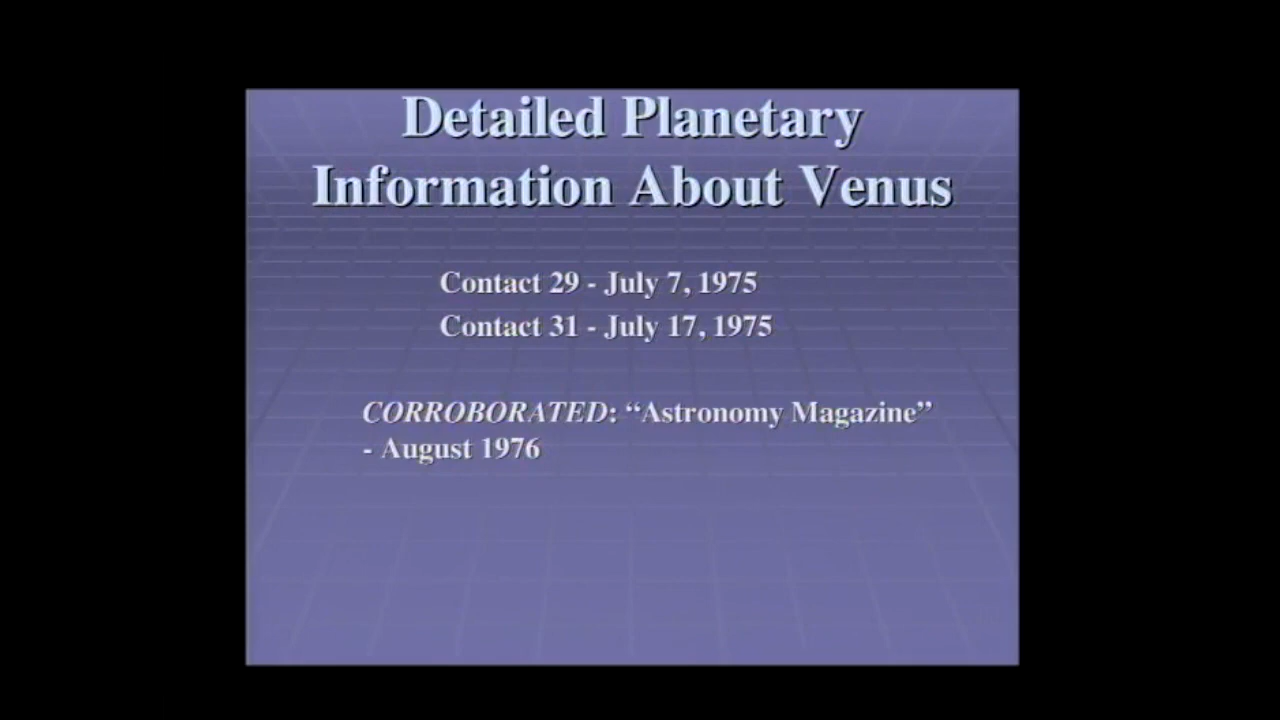 Detailed Planetary
Information About Venus
Contact 29 - July 7, 1975
Contact 31 - July 17, 1975
CORROBORATED: “Astronomy Magazine”
- August 1976